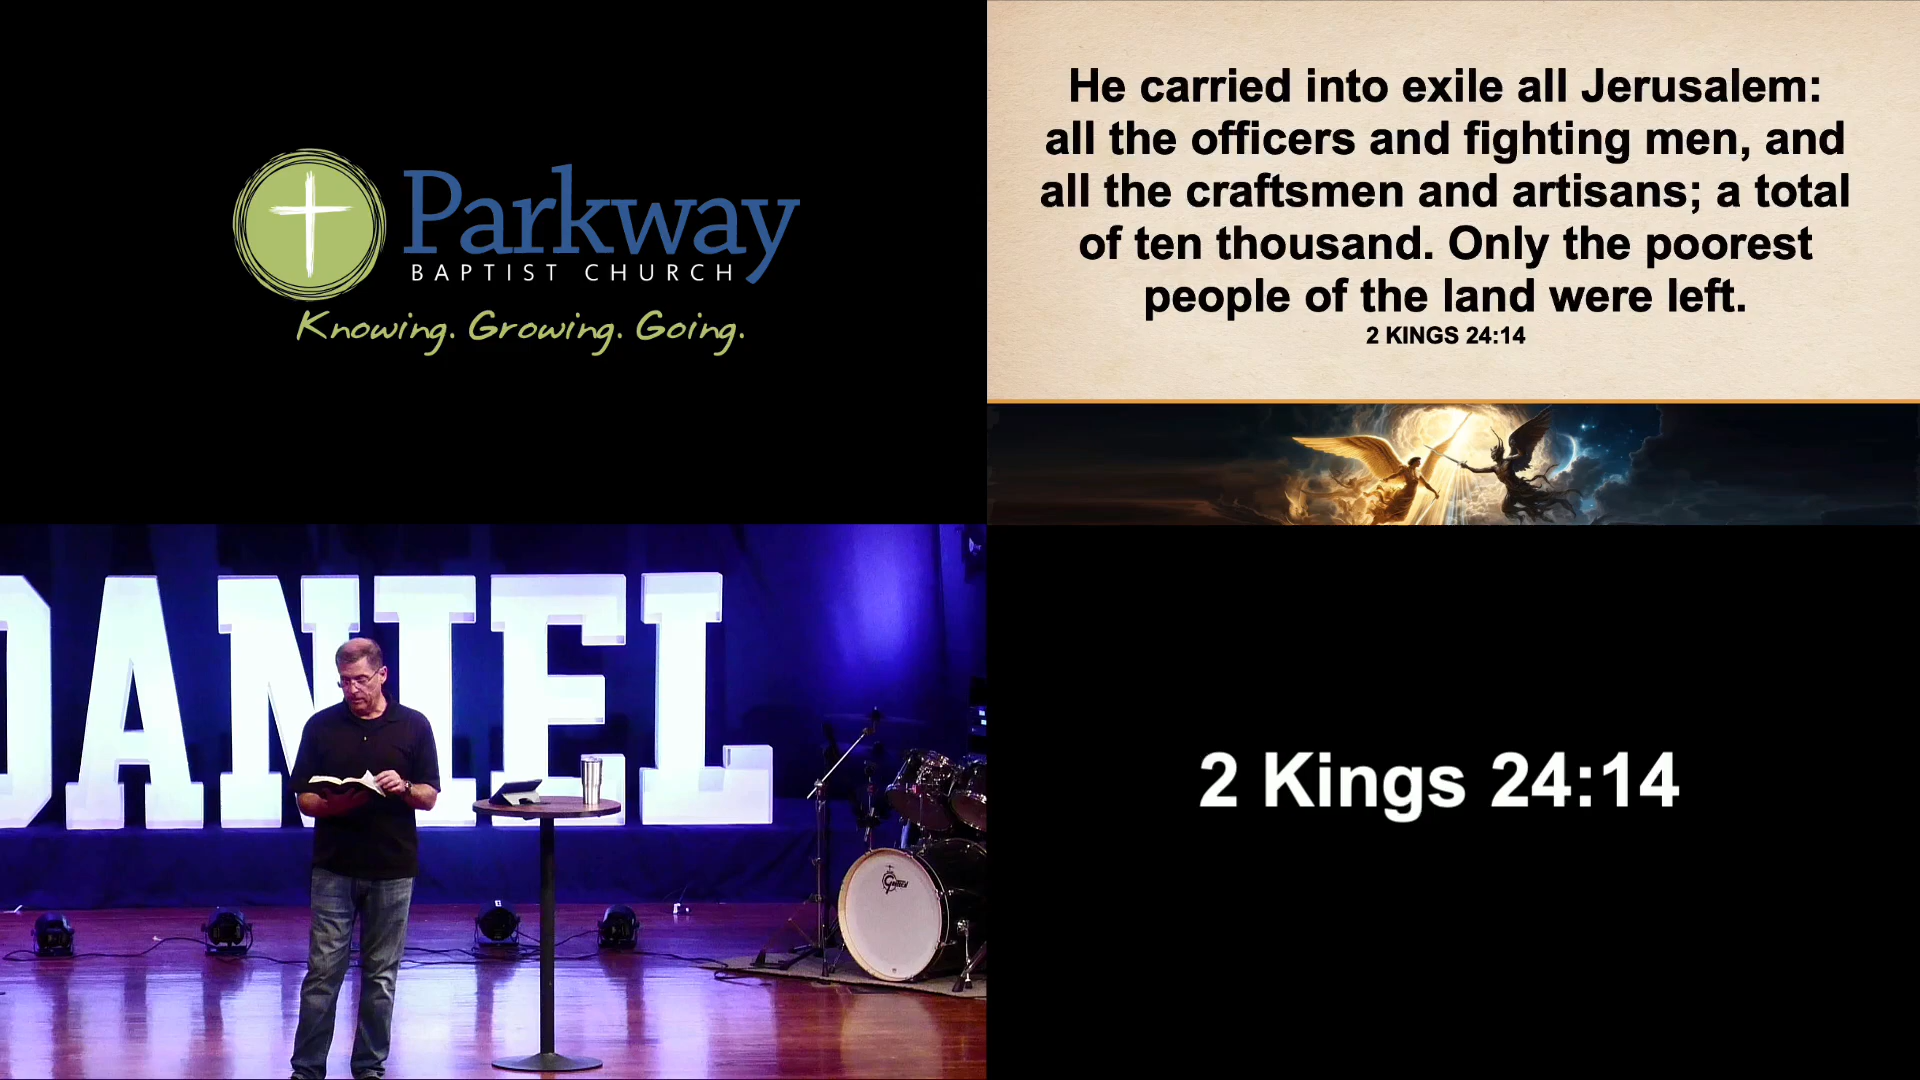 Parkway
BAPTIST CHURCH
Knowing. Growing. Going.
He carried into exile all Jerusalem:
all the officers and fighting men, and
all the craftsmen and artisans; a total
of ten thousand. Only the poorest
people of the land were left.
2 KINGS 24:14
DANIEL
Gretsch
2 Kings 24:14